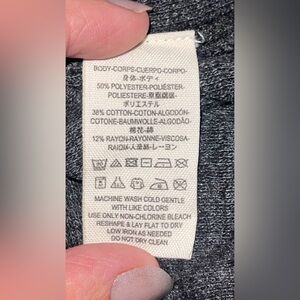 BODY-CORPS-CUERPO-CORPO-
身体-ボディ
50% POLYESTER-POLIÉSTER-
POLIESTERE-聚酯纖維-
ポリエステル
38% COTTON-COTON-ALGODÓN-
COTONE-BAUMWOLLE-ALGODÃO-
棉花-綿
12% RAYON-RAYONNE-VISCOSA-
RAION-人造絲-レーヨン
MACHINE WASH COLD GENTLE
WITH LIKE COLORS
USE ONLY NON-CHLORINE BLEACH
RESHAPE & LAY FLAT TO DRY
LOW IRON AS NEEDED
DO NOT DRY CLEAN